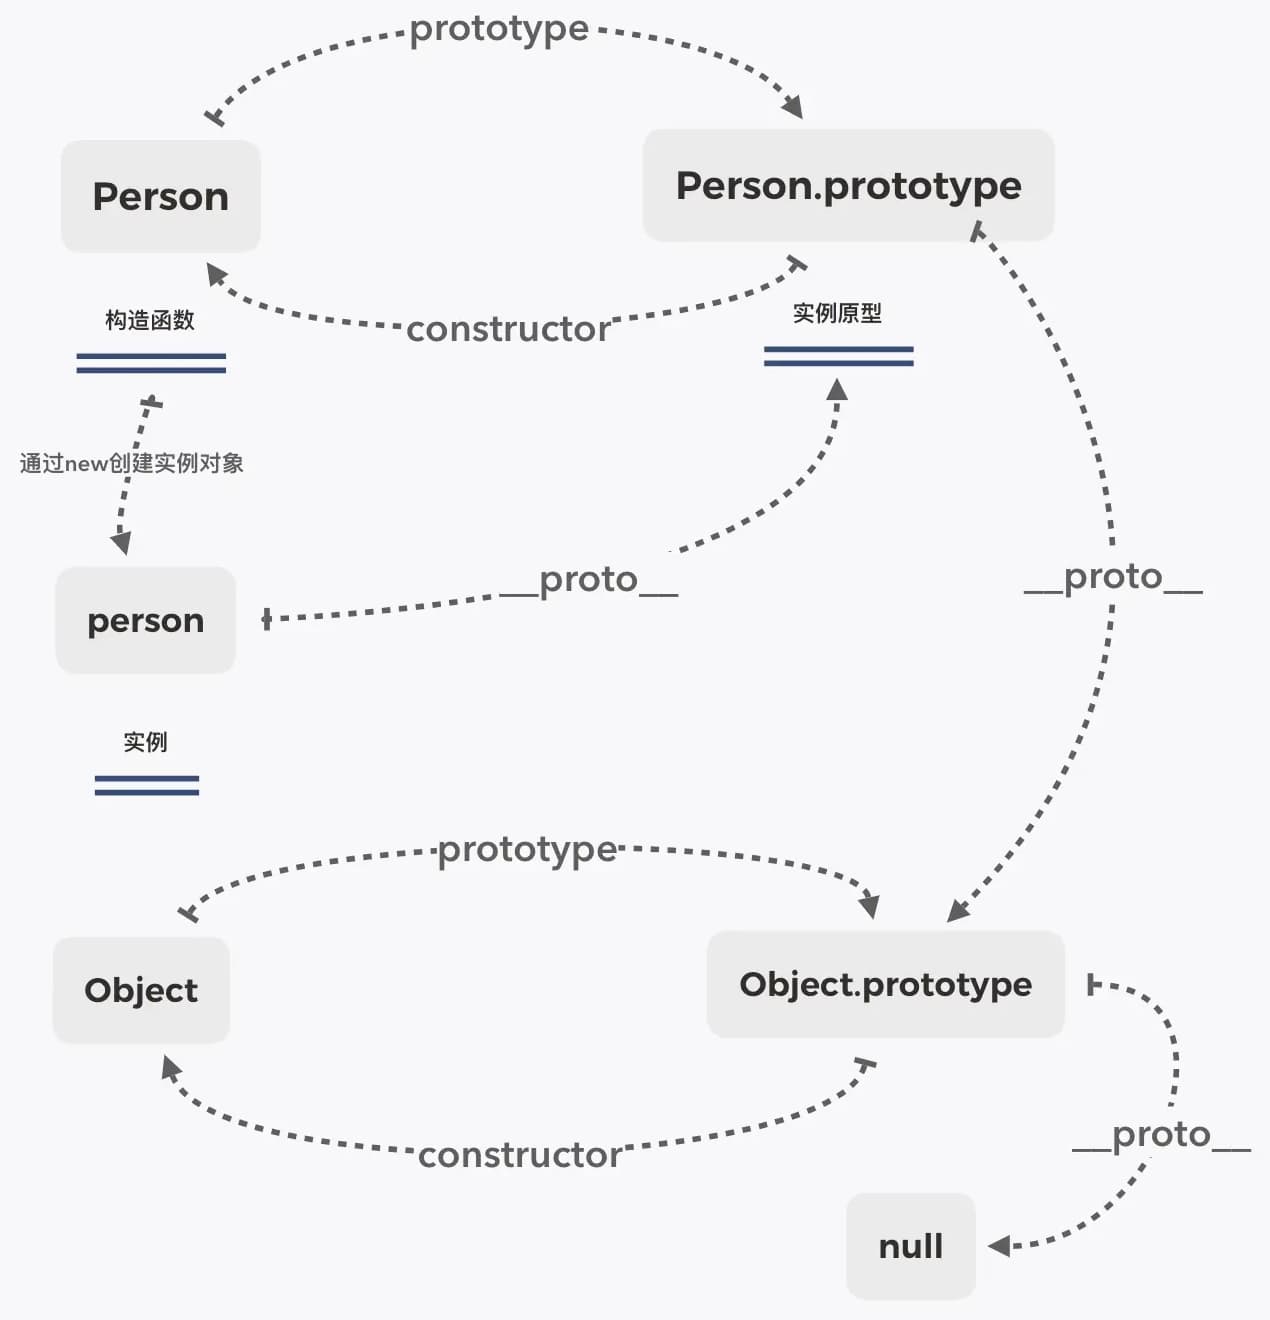 prototype
Person
Person.prototype
构造函数
constructor
实例原型
通过new创建实例对象
__proto__
__proto__
person
实例
prototype
Object
Object.prototype
constructor
__proto__
null